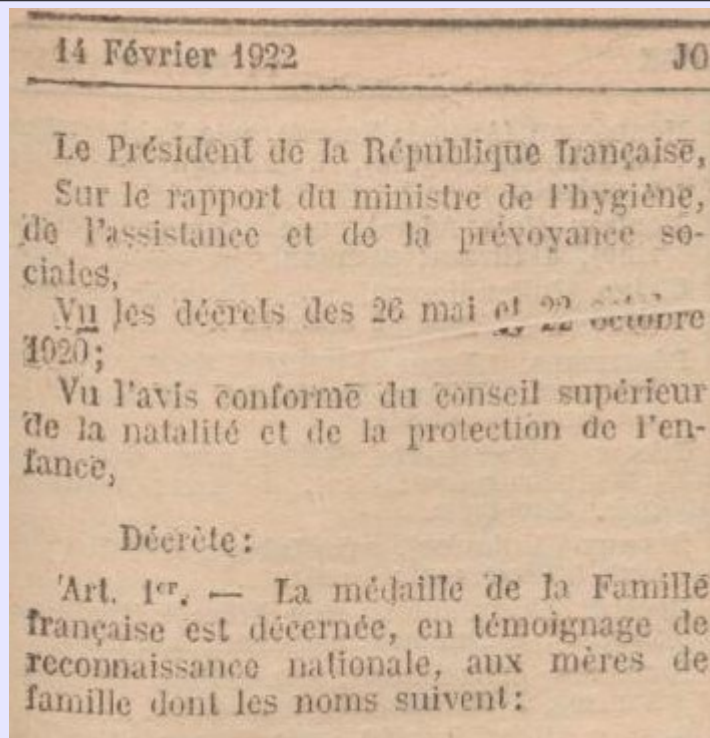 14 Février 1922 JO
Le Président de la République française,
Sur le rapport du ministre de l'hygiène,
de l'assistance et de la prévoyance so-
ciales,
Vu les décrets des 26 mai et 22 octobre
1920;
Vu l'avis conforme du conseil supérieur
de la natalité et de la protection de l'en-
fance,
Décrète:
Art. 1er. — La médaille de la Famille
française est décernée, en témoignage de
reconnaissance nationale, aux mères de
famille dont les noms suivent: